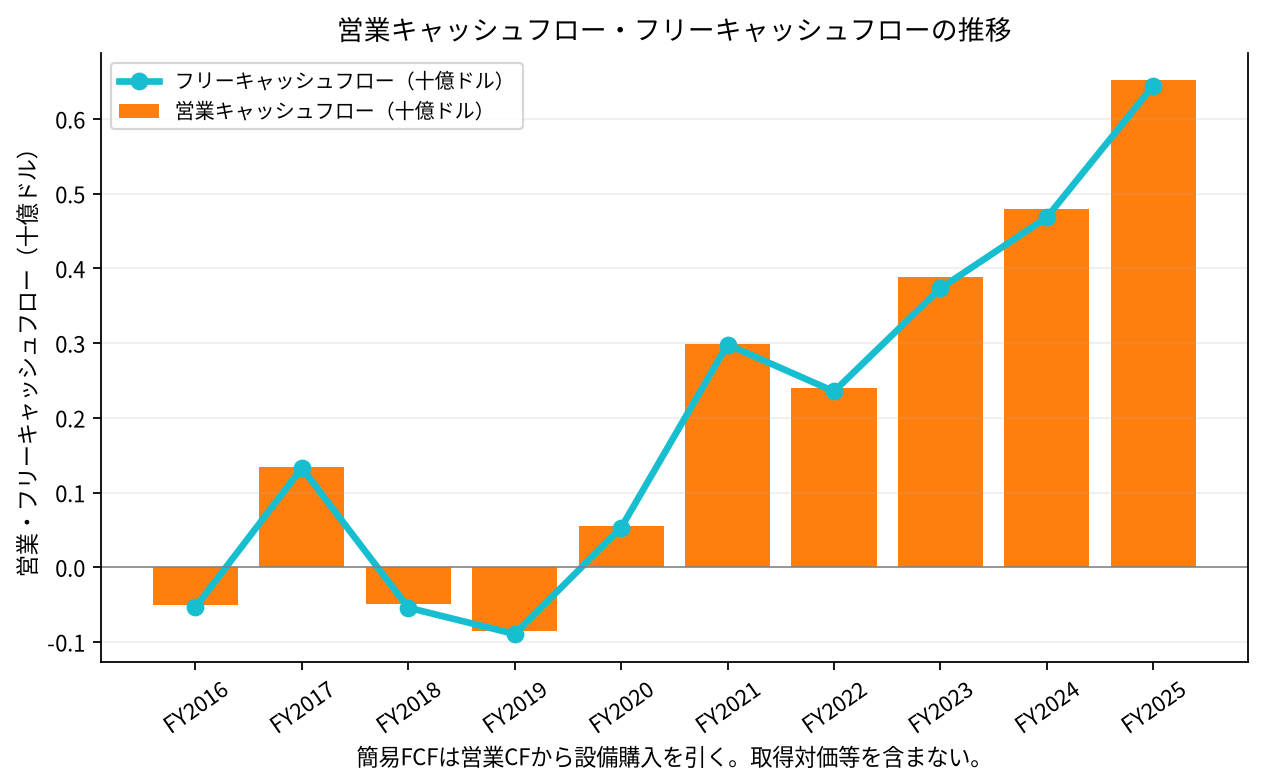 営業キャッシュフロー・フリーキャッシュフローの推移
フリーキャッシュフロー（十億ドル）
営業キャッシュフロー（十億ドル）
営業・フリーキャッシュフロー（十億ドル）
0.6
0.5
0.4
0.3
0.2
0.1
0.0
-0.1
FY2016
FY2017
FY2018
FY2019
FY2020
FY2021
FY2022
FY2023
FY2024
FY2025
簡易FCFは営業CFから設備購入を引く。取得対価等を含まない。